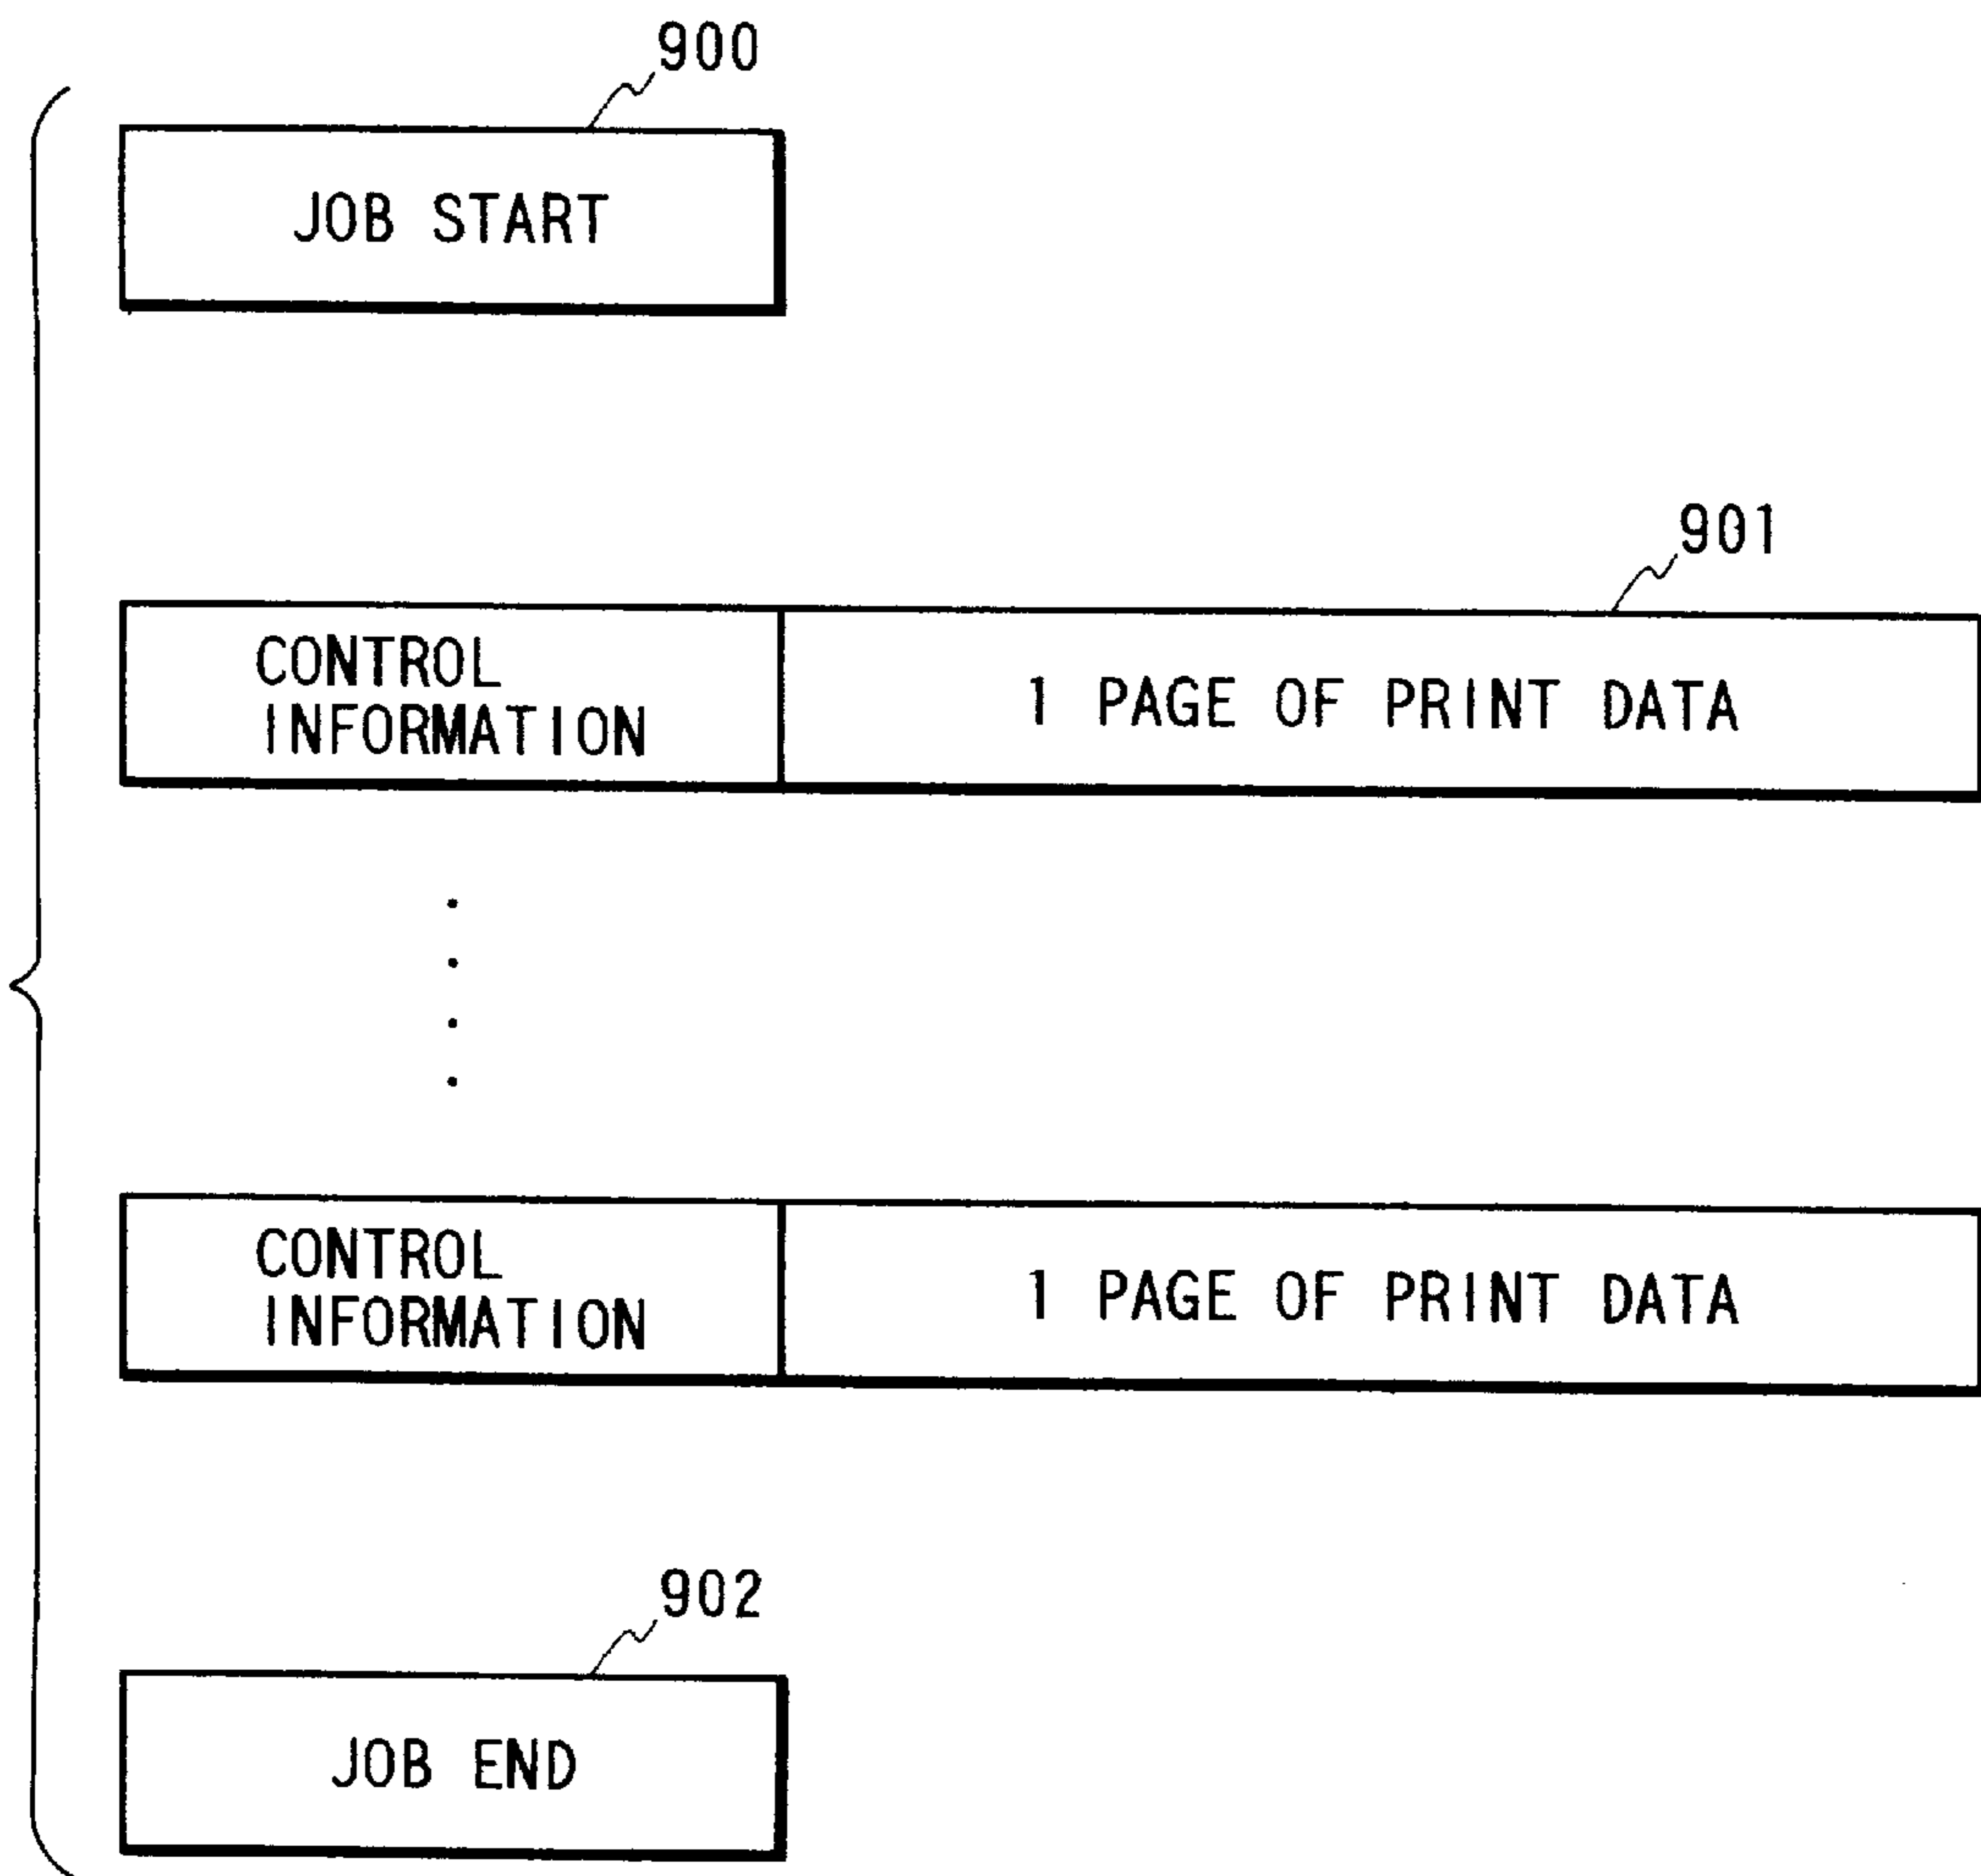 900
JOB START
901
CONTROL
INFORMATION
1 PAGE OF PRINT DATA
CONTROL
INFORMATION
1 PAGE OF PRINT DATA
902
JOB END